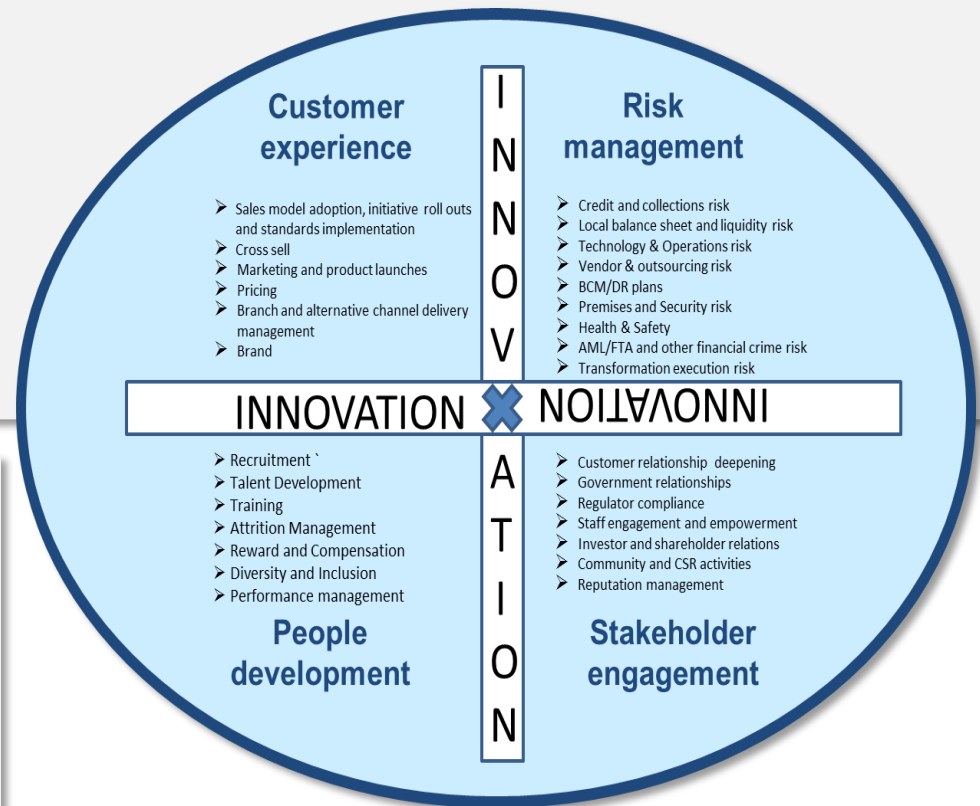 Customer
experience
➢ Sales model adoption, initiative roll outs
and standards implementation
➢ Cross sell
➢ Marketing and product launches
➢ Pricing
➢ Branch and alternative channel delivery
management
➢ Brand
Risk
management
➢ Credit and collections risk
➢ Local balance sheet and liquidity risk
➢ Technology & Operations risk
➢ Vendor & outsourcing risk
➢ BCM/DR plans
➢ Premises and Security risk
➢ Health & Safety
➢ AML/FTA and other financial crime risk
➢ Transformation execution risk
I
N
N
O
V
A
T
I
O
N
INNOVATION
INNOVATION
➢ Recruitment `
➢ Talent Development
➢ Training
➢ Attrition Management
➢ Reward and Compensation
➢ Diversity and Inclusion
➢ Performance management
People
development
➢ Customer relationship  deepening
➢ Government relationships
➢ Regulator compliance
➢ Staff engagement and empowerment
➢ Investor and shareholder relations
➢ Community and CSR activities
➢ Reputation management
Stakeholder
engagement